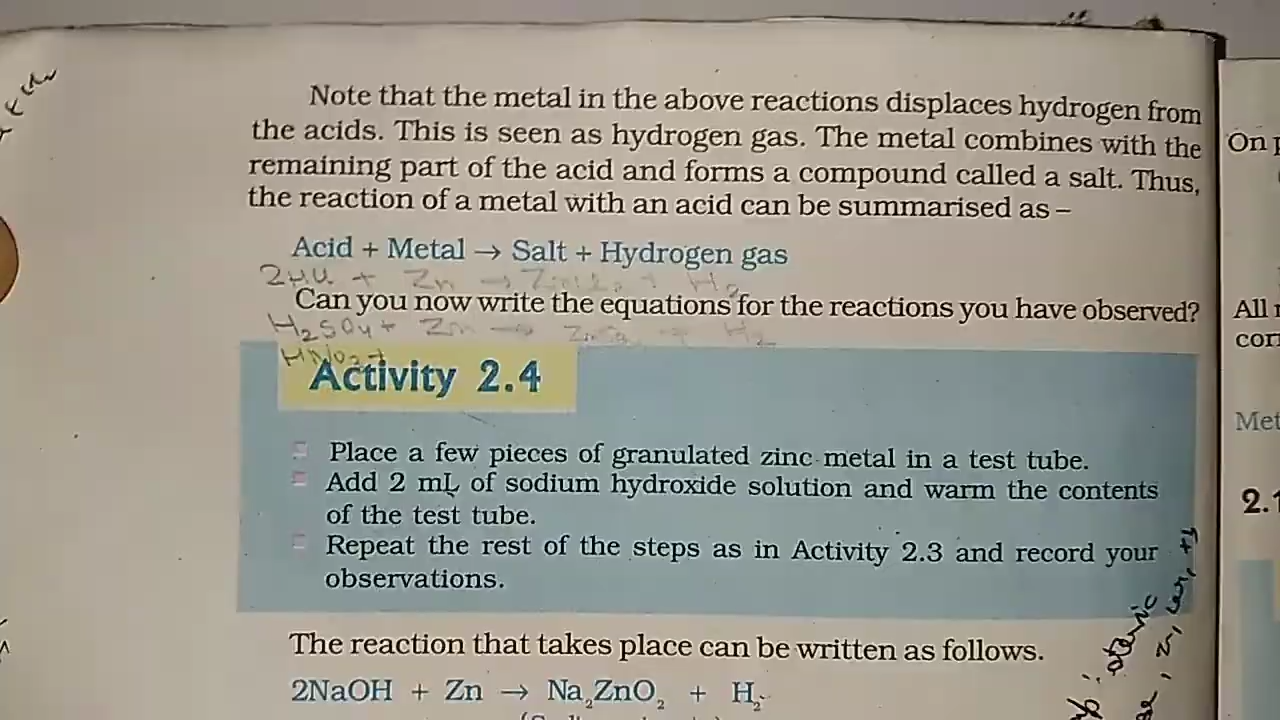 Note that the metal in the above reactions displaces hydrogen from
the acids. This is seen as hydrogen gas. The metal combines with the
remaining part of the acid and forms a compound called a salt. Thus,
the reaction of a metal with an acid can be summarised as –
Acid + Metal → Salt + Hydrogen gas
+ Zn → + H₂
Can you now write the equations for the reactions you have observed?
H₂SO₄ + Zn → + H₂
Activity 2.4
Place a few pieces of granulated zinc metal in a test tube.
Add 2 mL of sodium hydroxide solution and warm the contents
of the test tube.
Repeat the rest of the steps as in Activity 2.3 and record your
observations.
The reaction that takes place can be written as follows.
2NaOH + Zn → Na₂ZnO₂ + H₂
On
All
Met
2.1